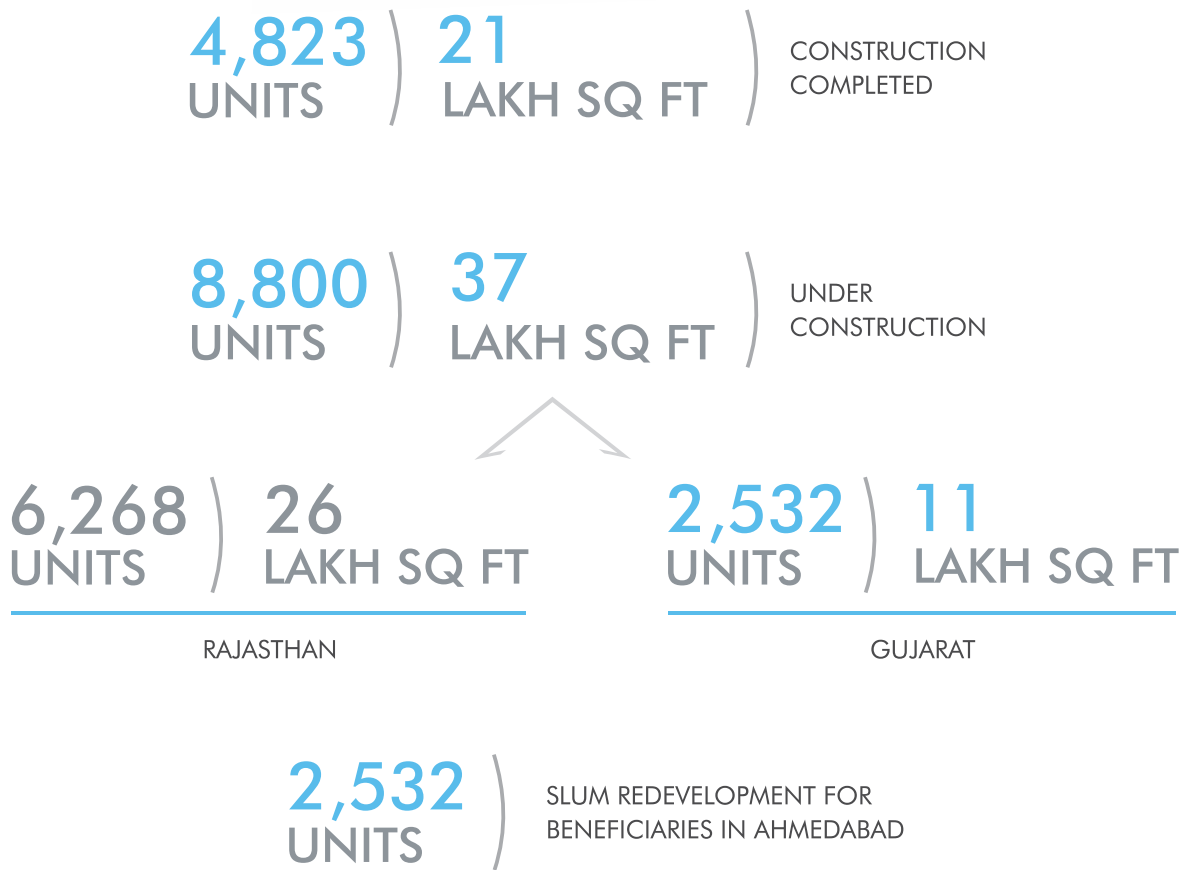 4,823
UNITS
21
LAKH SQ FT
CONSTRUCTION
COMPLETED
8,800
UNITS
37
LAKH SQ FT
UNDER
CONSTRUCTION
6,268
UNITS
26
LAKH SQ FT
RAJASTHAN
2,532
UNITS
11
LAKH SQ FT
GUJARAT
2,532
UNITS
SLUM REDEVELOPMENT FOR
BENEFICIARIES IN AHMEDABAD